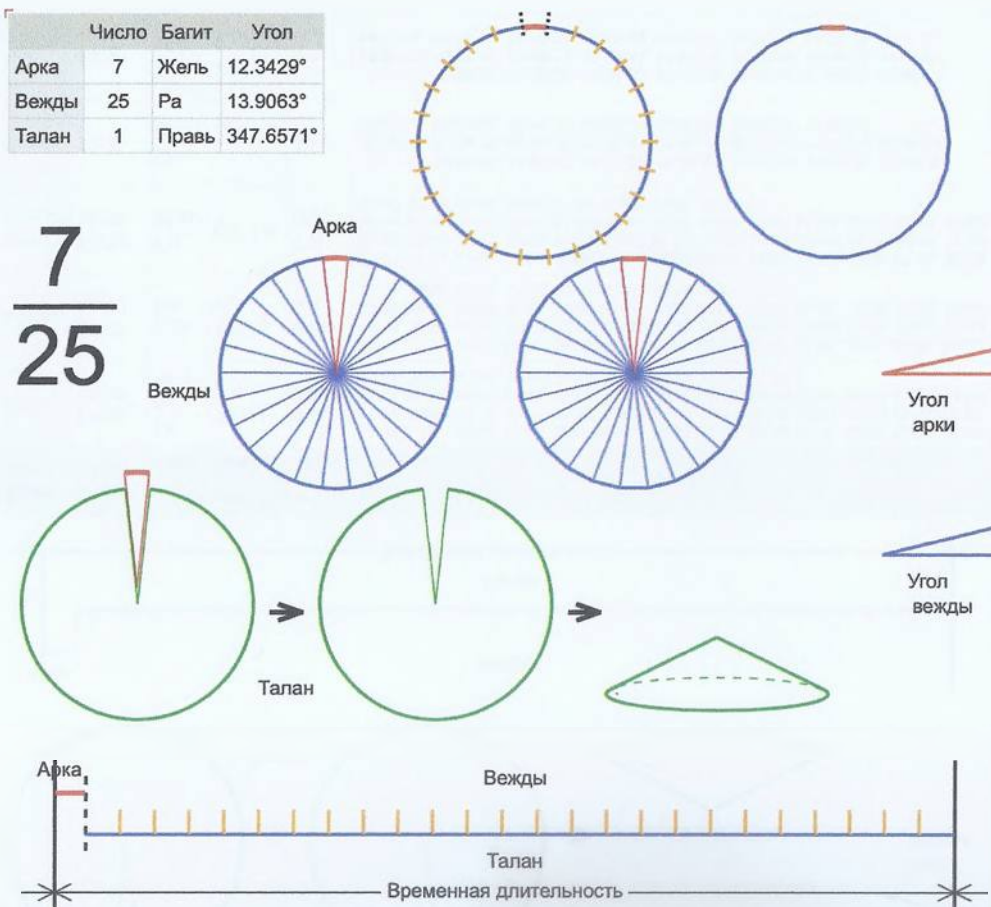 Число Багит Угол
Арка 7 Жель 12.3429°
Вежды 25 Ра 13.9063°
Талан 1 Правь 347.6571°
7
25
Арка
Вежды
Угол
арки
Угол
вежды
Талан
Арка
Вежды
Талан
Временная длительность